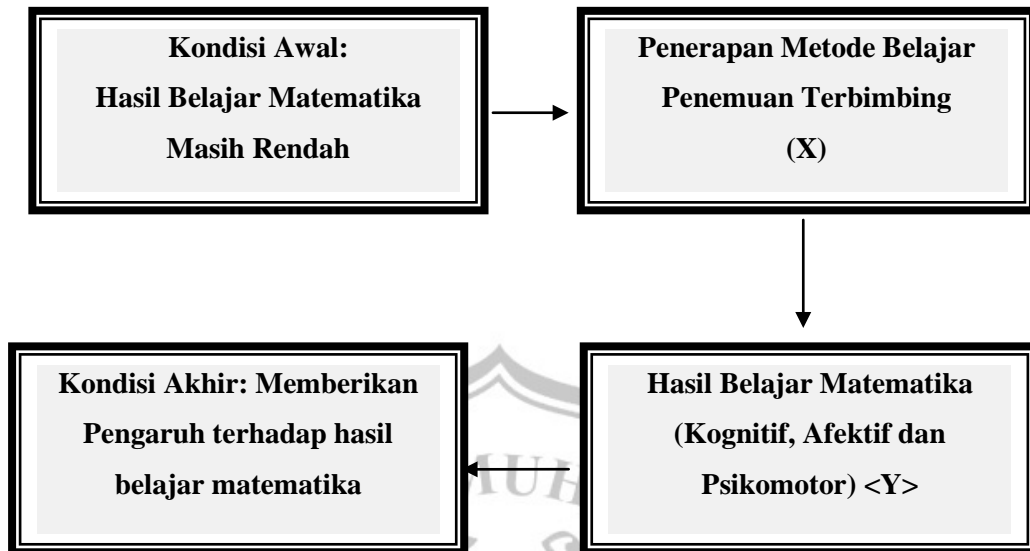 Kondisi Awal:
Hasil Belajar Matematika
Masih Rendah
Penerapan Metode Belajar
Penemuan Terbimbing
(X)
Hasil Belajar Matematika
(Kognitif, Afektif dan
Psikomotor) <Y>
Kondisi Akhir: Memberikan
Pengaruh terhadap hasil
belajar matematika